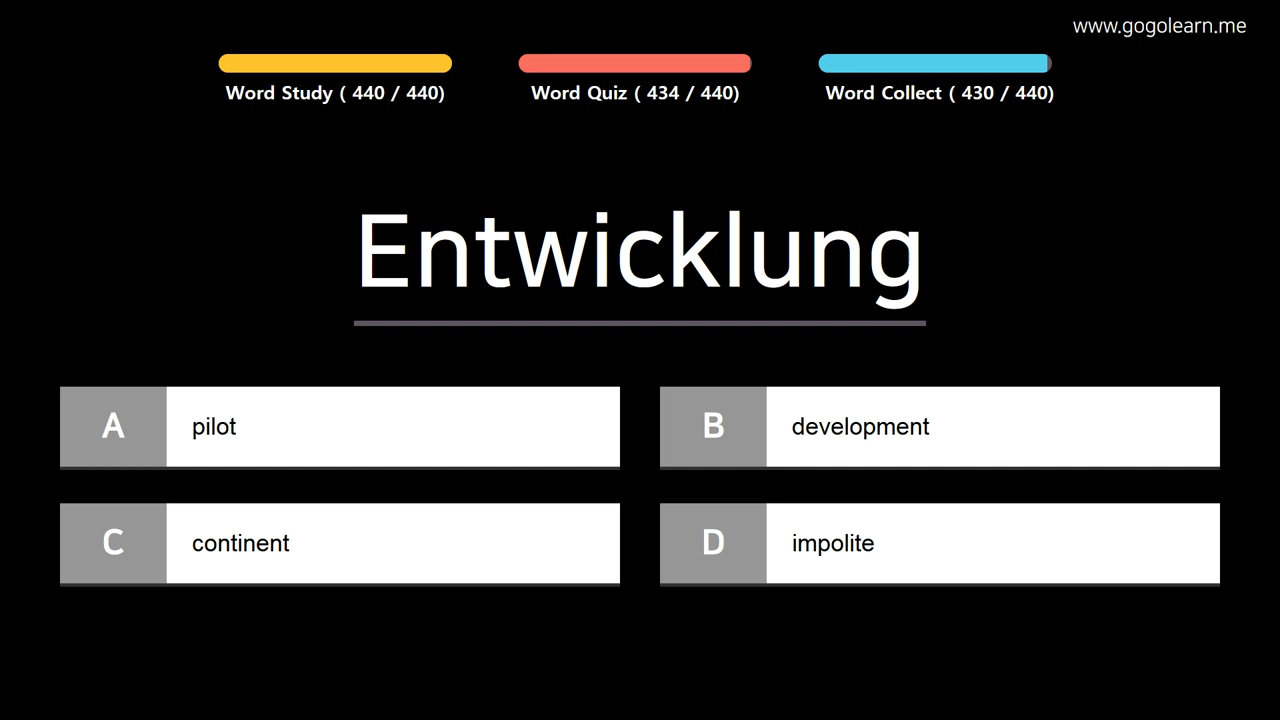 www.gogolearn.me
Word Study ( 440 / 440)
Word Quiz ( 434 / 440)
Word Collect ( 430 / 440)
Entwicklung
A pilot
B development
C continent
D impolite